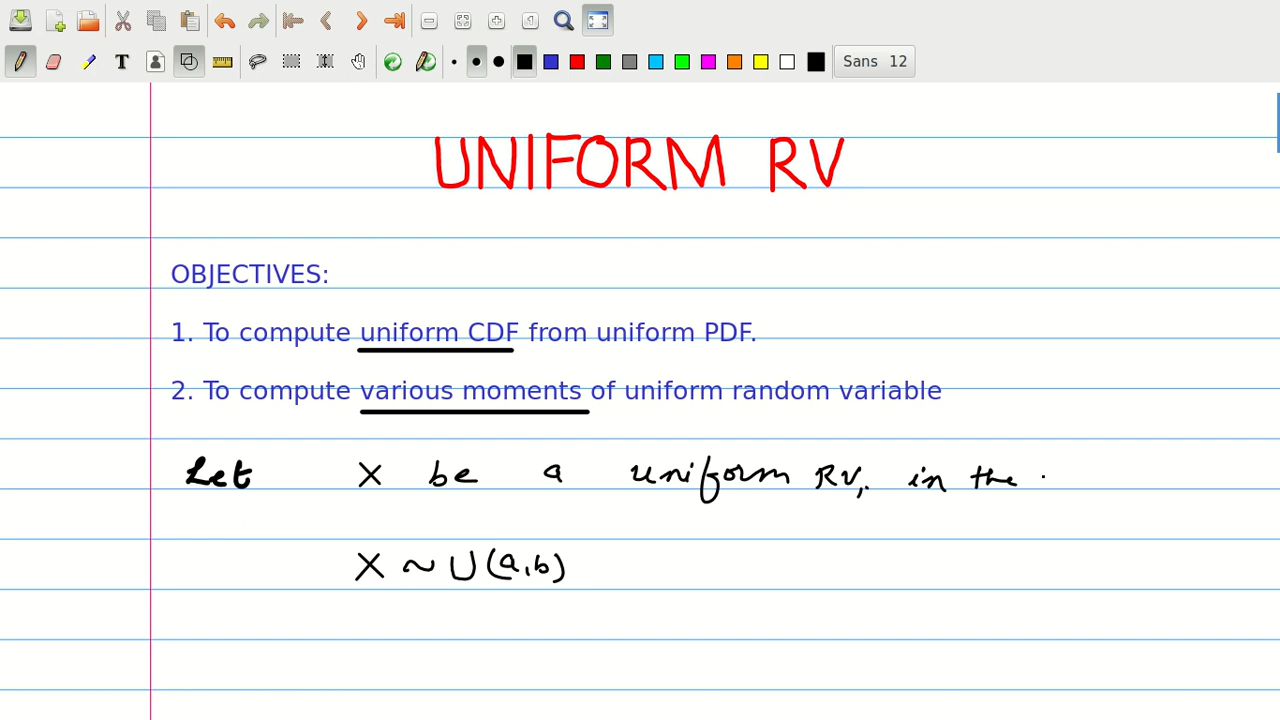 Sans 12
UNIFORM RV
OBJECTIVES:
1. To compute uniform CDF from uniform PDF.
2. To compute various moments of uniform random variable
Let X be a uniform RV, in the
X ~ U(a,b)